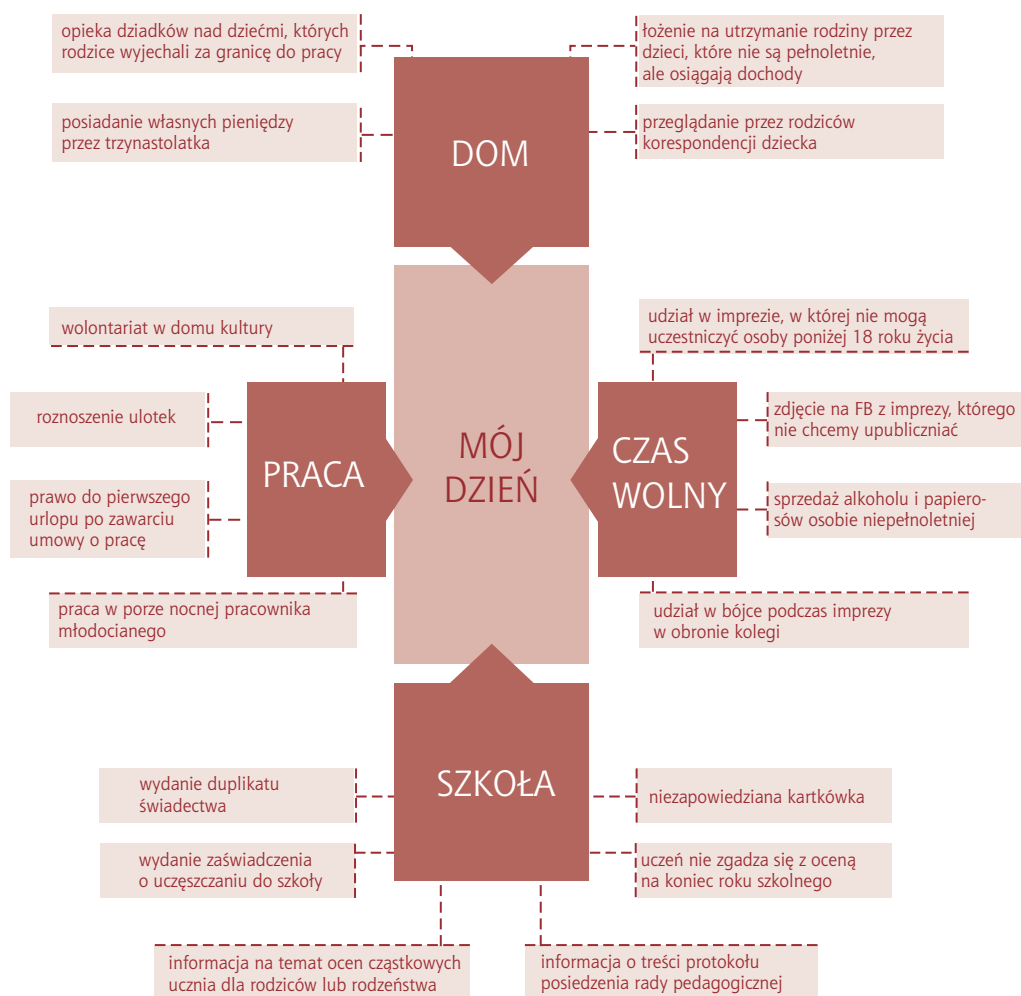 opieka dziadków nad dziećmi, których
rodzice wyjechali za granicę do pracy
łożenie na utrzymanie rodziny przez
dzieci, które nie są pełnoletnie,
ale osiągają dochody
posiadanie własnych pieniędzy
przez trzynastolatka
przeglądanie przez rodziców
korespondencji dziecka
DOM
wolontariat w domu kultury
roznoszenie ulotek
prawo do pierwszego
urlopu po zawarciu
umowy o pracę
praca w porze nocnej pracownika
młodocianego
PRACA
MÓJ
DZIEŃ
CZAS
WOLNY
udział w imprezie, w której nie mogą
uczestniczyć osoby poniżej 18 roku życia
zdjęcie na FB z imprezy, którego
nie chcemy upubliczniać
sprzedaż alkoholu i papiero-
sów osobie niepełnoletniej
udział w bójce podczas imprezy
w obronie kolegi
SZKOŁA
wydanie duplikatu
świadectwa
niezapowiedziana kartkówka
wydanie zaświadczenia
o uczęszczaniu do szkoły
uczeń nie zgadza się z oceną
na koniec roku szkolnego
informacja na temat ocen cząstkowych
ucznia dla rodziców lub rodzeństwa
informacja o treści protokołu
posiedzenia rady pedagogicznej